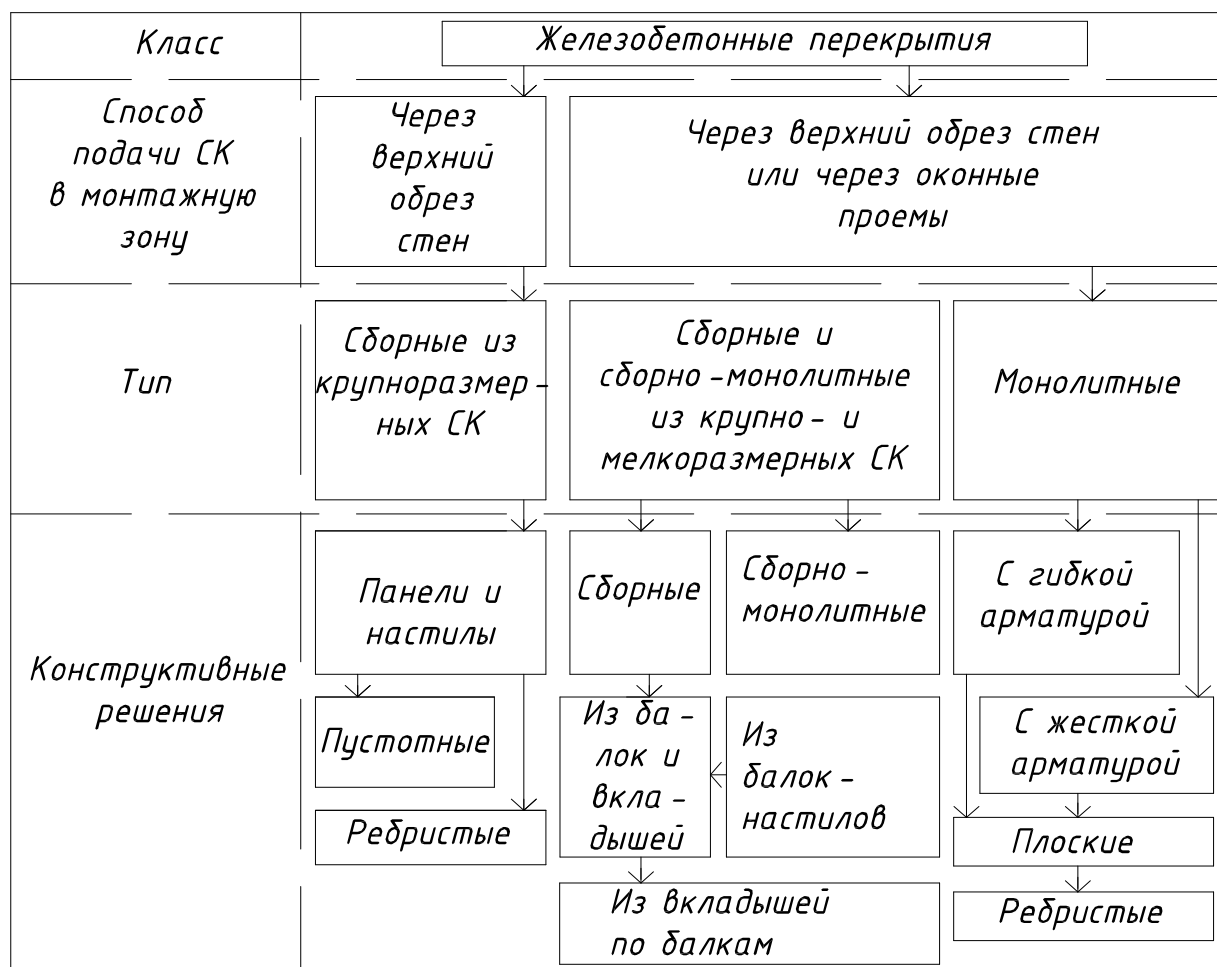 Класс
Железобетонные перекрытия
Способ
подачи СК
в монтажную
зону
Через
верхний
обрез
стен
Через верхний обрез стен
или через оконные
проемы
Тип
Сборные из
крупноразмер-
ных СК
Сборные и
сборно-монолитные
из крупно- и
мелкоразмерных СК
Монолитные
Конструктивные
решения
Панели и
настилы
Сборные
Сборно-
монолитные
С гибкой
арматурой
Пустотные
Из ба-
лок и
вкла-
дышей
Из
балок-
настилов
С жесткой
арматурой
Ребристые
Плоские
Из вкладышей
по балкам
Ребристые